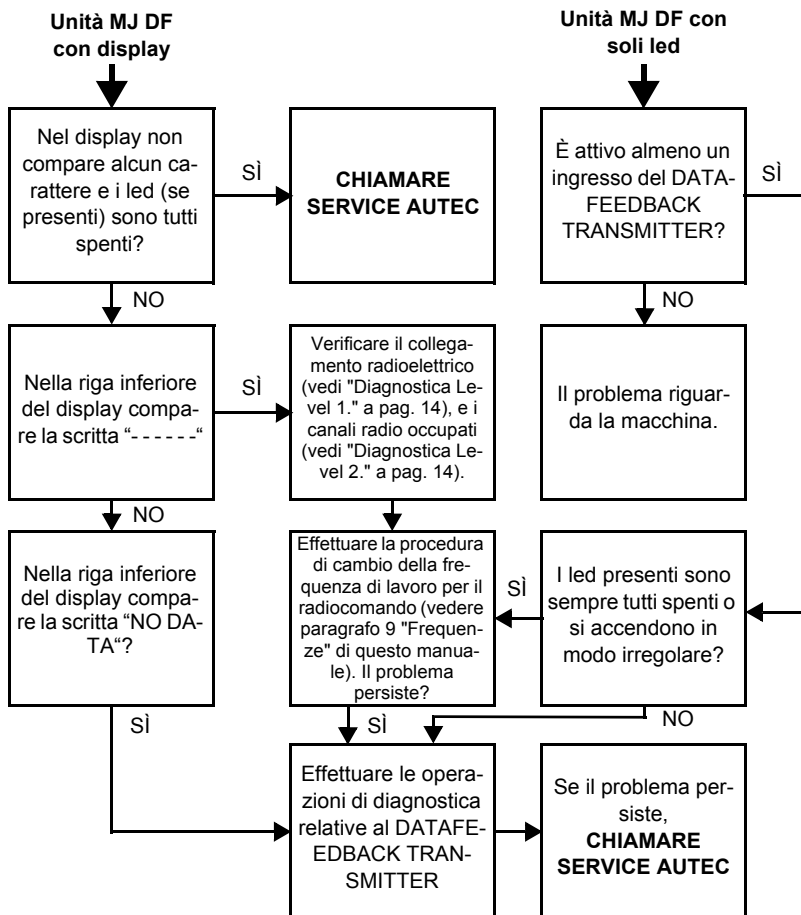 Unità MJ DF
con display
Unità MJ DF con
soli led
Nel display non
compare alcun ca-
rattere e i led (se
presenti) sono tutti
spenti?
SÌ
CHIAMARE
SERVICE AUTEC
È attivo almeno un
ingresso del DATA-
FEEDBACK
TRANSMITTER?
SÌ
NO
NO
Nella riga inferiore
del display compa-
re la scritta “- - - - - -“
SÌ
Verificare il collega-
mento radioelettrico
(vedi "Diagnostica Le-
vel 1." a pag. 14), e i
canali radio occupati
(vedi "Diagnostica Le-
vel 2." a pag. 14).
Il problema riguar-
da la macchina.
NO
Nella riga inferiore
del display compa-
re la scritta “NO DA-
TA“?
Effettuare la procedura
di cambio della fre-
quenza di lavoro per il
radiocomando (vedere
paragrafo 9 "Frequen-
ze" di questo manua-
le). Il problema
persiste?
SÌ
I led presenti sono
sempre tutti spenti o
si accendono in
modo irregolare?
SÌ
SÌ
NO
Effettuare le opera-
zioni di diagnostica
relative al DATAFE-
EDBACK TRAN-
SMITTER
Se il problema per-
siste,
CHIAMARE
SERVICE AUTEC